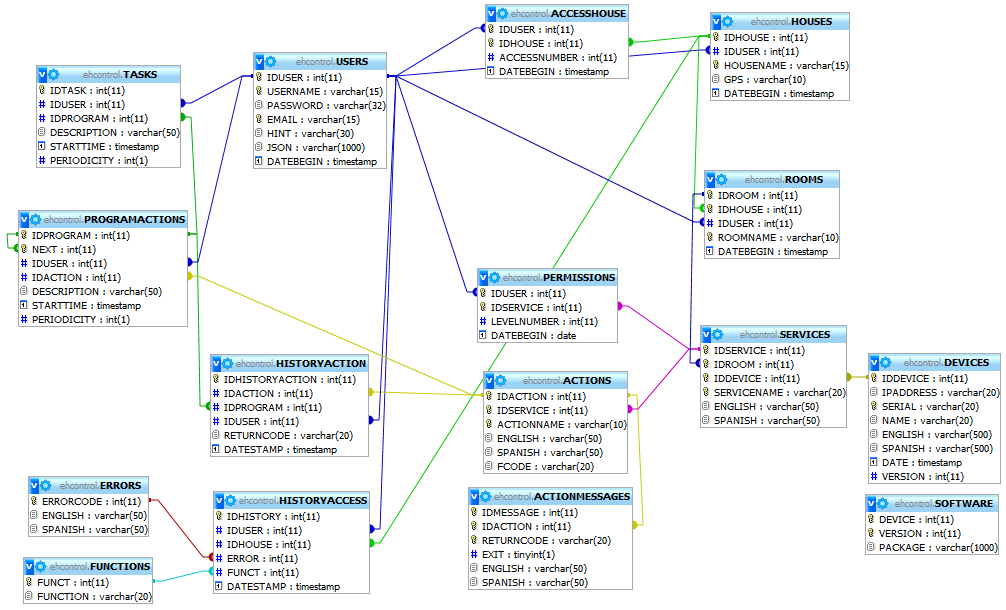 ehcontrol.ACCESSHOUSE
IDUSER : int(11)
IDHOUSE : int(11)
ACCESSNUMBER : int(11)
DATEBEGIN : timestamp
ehcontrol.HOUSES
IDHOUSE : int(11)
IDUSER : int(11)
HOUSENAME : varchar(15)
GPS : varchar(10)
DATEBEGIN : timestamp
ehcontrol.USERS
IDUSER : int(11)
USERNAME : varchar(15)
PASSWORD : varchar(32)
EMAIL : varchar(15)
HINT : varchar(30)
JSON : varchar(1000)
DATEBEGIN : timestamp
ehcontrol.TASKS
IDTASK : int(11)
IDUSER : int(11)
IDPROGRAM : int(11)
DESCRIPTION : varchar(50)
STARTTIME : timestamp
PERIODICITY : int(1)
ehcontrol.ROOMS
IDROOM : int(11)
IDHOUSE : int(11)
IDUSER : int(11)
ROOMNAME : varchar(10)
DATEBEGIN : timestamp
ehcontrol.PROGRAMACTIONS
IDPROGRAM : int(11)
NEXT : int(11)
IDUSER : int(11)
IDACTION : int(11)
DESCRIPTION : varchar(50)
STARTTIME : timestamp
PERIODICITY : int(1)
ehcontrol.PERMISSIONS
IDUSER : int(11)
IDSERVICE : int(11)
LEVELNUMBER : int(11)
DATEBEGIN : date
ehcontrol.SERVICES
IDSERVICE : int(11)
IDROOM : int(11)
IDDEVICE : int(11)
SERVICENAME : varchar(20)
ENGLISH : varchar(50)
SPANISH : varchar(50)
ehcontrol.DEVICES
IDDEVICE : int(11)
IPADDRESS : varchar(20)
SERIAL : varchar(20)
NAME : varchar(20)
ENGLISH : varchar(500)
SPANISH : varchar(500)
DATE : timestamp
VERSION : int(11)
ehcontrol.HISTORYACTION
IDHISTORYACTION : int(11)
IDACTION : int(11)
IDPROGRAM : int(11)
IDUSER : int(11)
RETURNCODE : varchar(20)
DATESTAMP : timestamp
ehcontrol.ACTIONS
IDACTION : int(11)
IDSERVICE : int(11)
ACTIONNAME : varchar(10)
ENGLISH : varchar(50)
SPANISH : varchar(50)
FCODE : varchar(20)
ehcontrol.ERRORS
ERRORCODE : int(11)
ENGLISH : varchar(50)
SPANISH : varchar(50)
ehcontrol.HISTORYACCESS
IDHISTORY : int(11)
IDUSER : int(11)
IDHOUSE : int(11)
ERROR : int(11)
FUNCT : int(11)
DATESTAMP : timestamp
ehcontrol.ACTIONMESSAGES
IDMESSAGE : int(11)
IDACTION : int(11)
RETURNCODE : varchar(20)
EXIT : tinyint(1)
ENGLISH : varchar(50)
SPANISH : varchar(50)
ehcontrol.SOFTWARE
DEVICE : int(11)
VERSION : int(11)
PACKAGE : varchar(1000)
ehcontrol.FUNCTIONS
FUNCT : int(11)
FUNCTION : varchar(20)